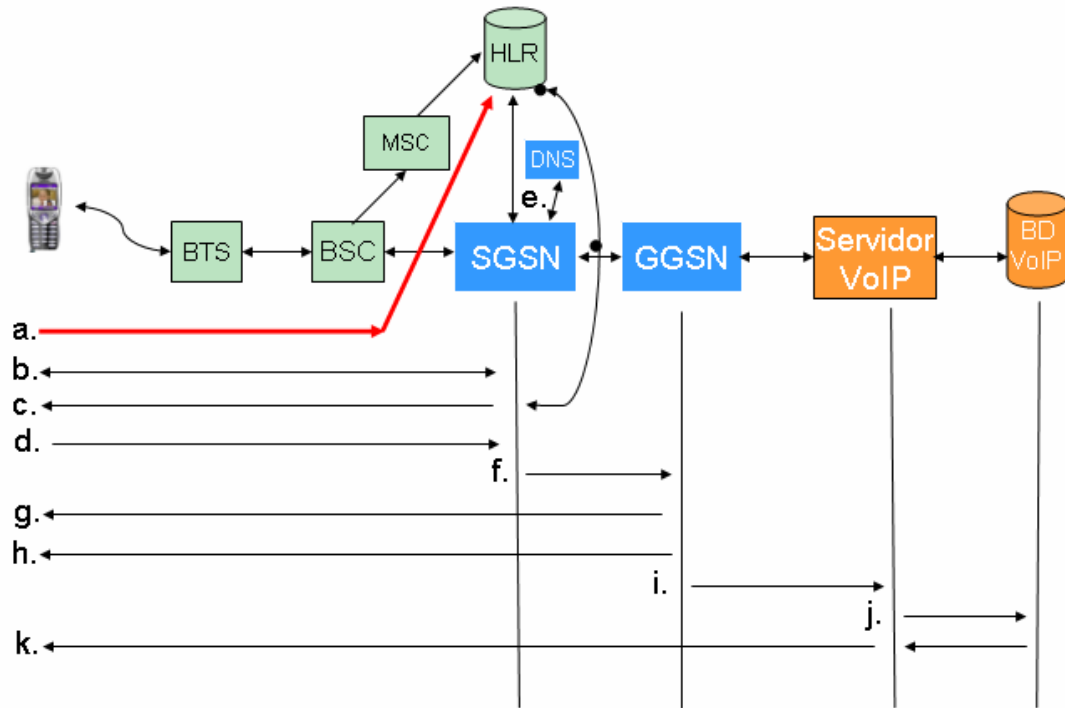 HLR
MSC
DNS
e.
BTS
BSC
SGSN
GGSN
Servidor
VoIP
BD
VoIP
a.
b.
c.
d.
f.
g.
h.
i.
j.
k.